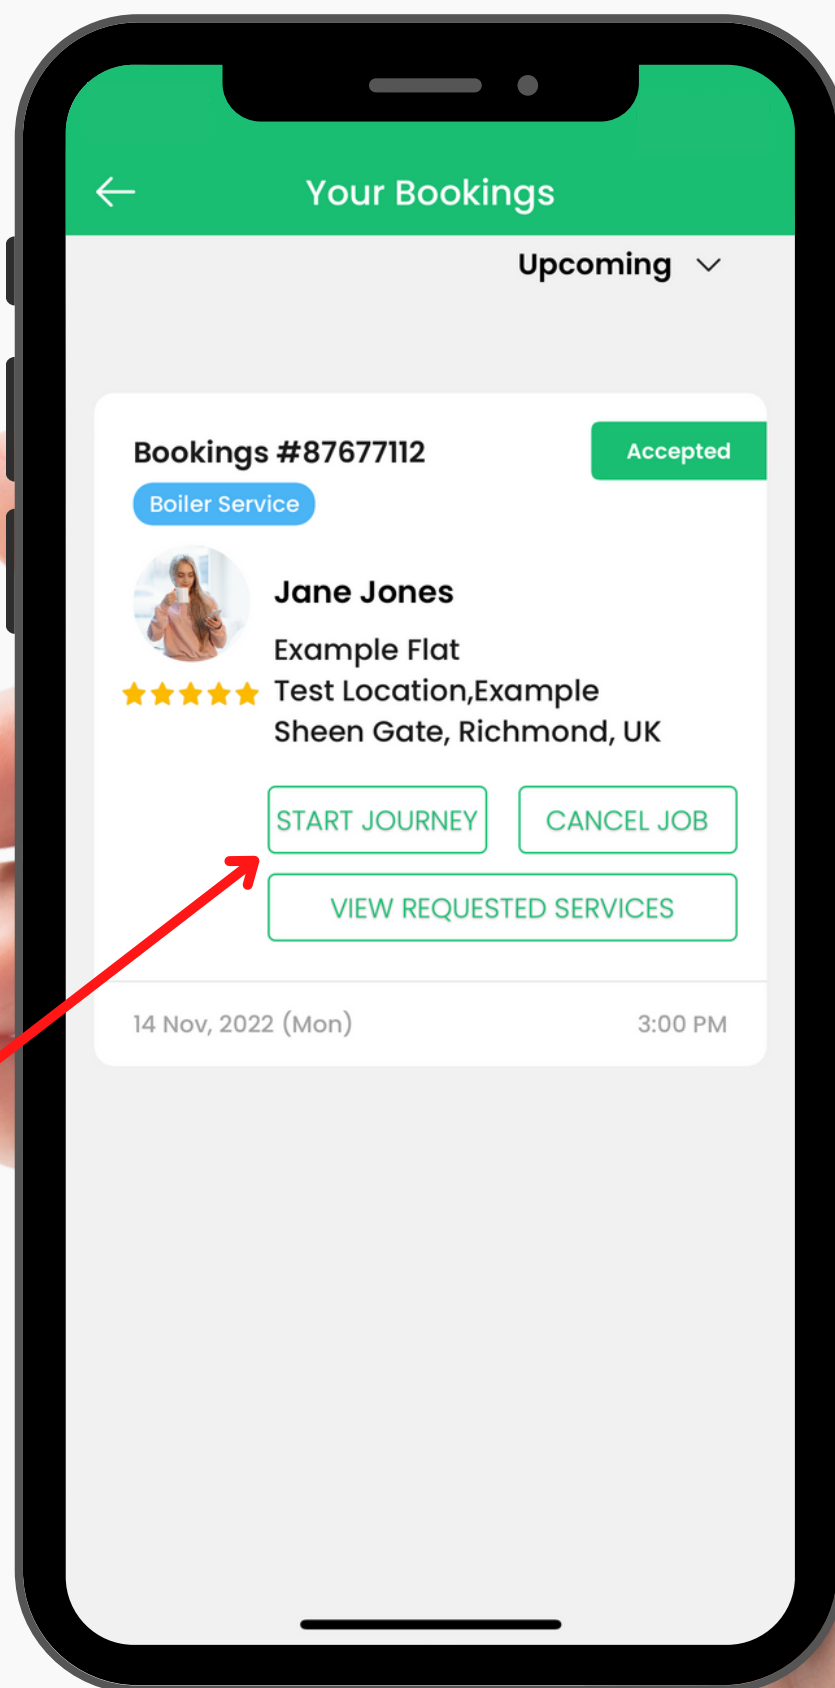 Your Bookings
Upcoming
Bookings #87677112
Accepted
Boiler Service
Jane Jones
Example Flat
Test Location,Example
Sheen Gate, Richmond, UK
START JOURNEY
CANCEL JOB
VIEW REQUESTED SERVICES
14 Nov, 2022 (Mon)
3:00 PM